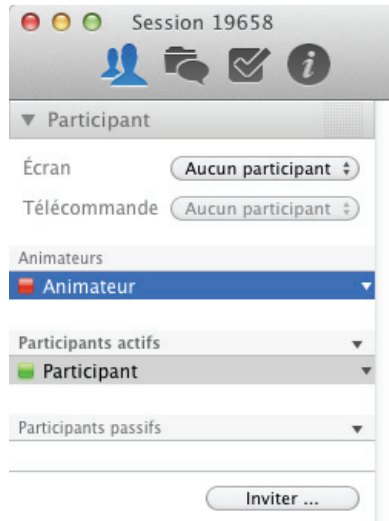 Session 19658
Participant
Écran Aucun participant
Télécommande Aucun participant
Animateurs
Animateur
Participants actifs
Participant
Participants passifs
Inviter ...